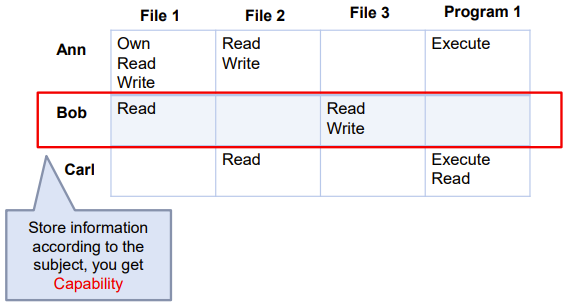 File 1 File 2 File 3 Program 1
Ann Own Read Execute
Read Write
Write
Bob Read Read
Write
Carl Read Execute
Read
Store information
according to the
subject, you get
Capability